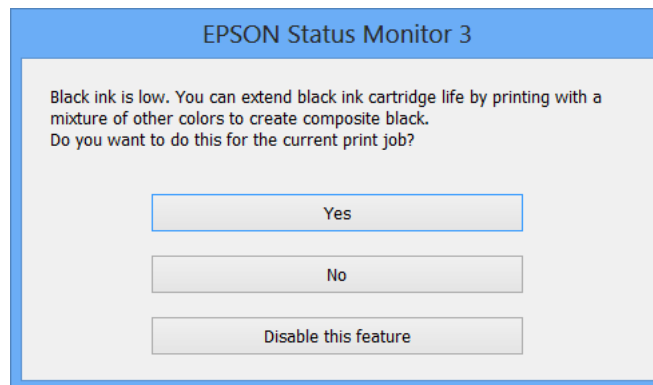 EPSON Status Monitor 3
Black ink is low. You can extend black ink cartridge life by printing with a
mixture of other colors to create composite black.
Do you want to do this for the current print job?
Yes
No
Disable this feature